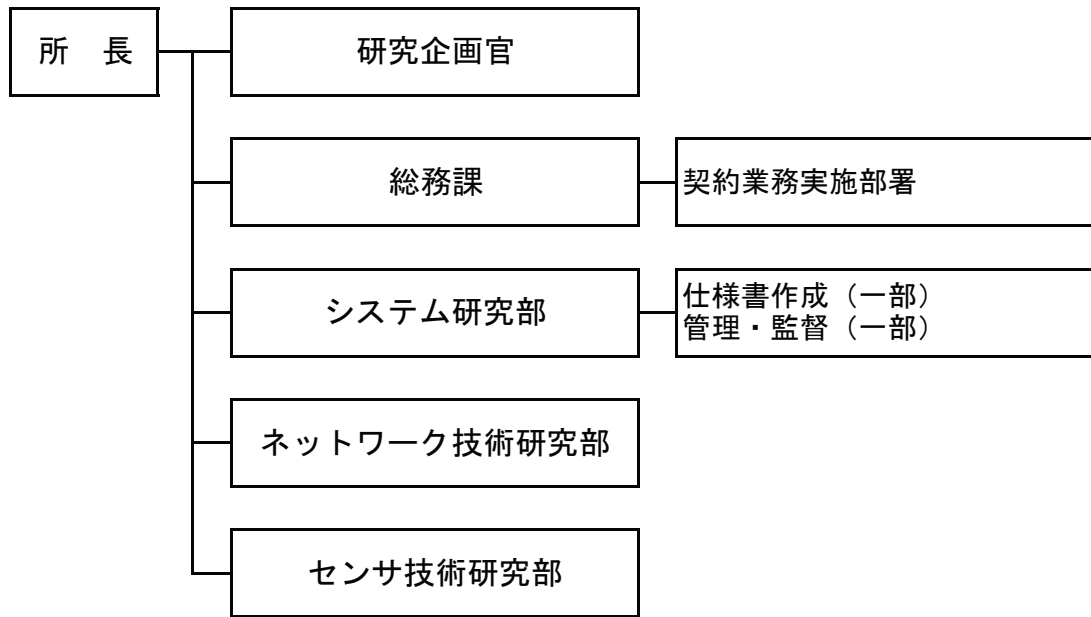 所　長
研究企画官
総務課
契約業務実施部署
システム研究部
仕様書作成（一部）
管理・監督（一部）
ネットワーク技術研究部
センサ技術研究部